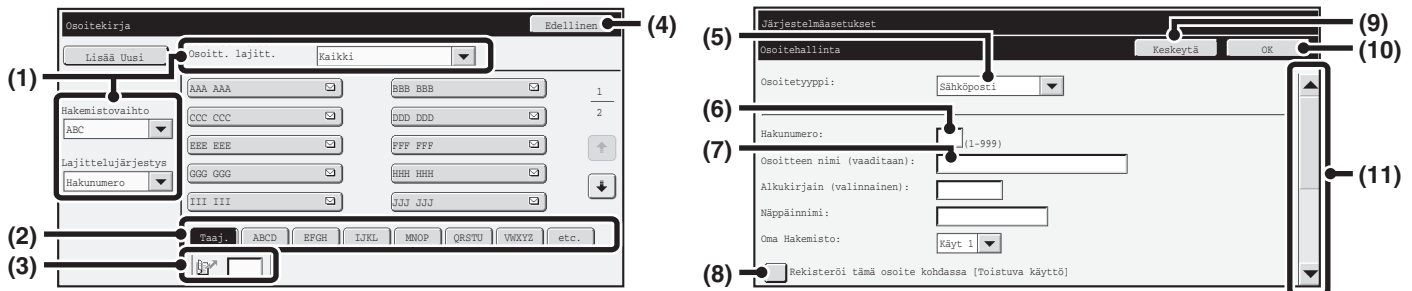 Osoitekirja
Edellinen
(4)
Lisää Uusi
Osoitt. lajitt.
Kaikki
(1)
AAA AAA
BBB BBB
1
Hakemistovaihto
CCC CCC
DDD DDD
2
ABC
EEE EEE
FFF FFF
Lajittelujärjestys
GGG GGG
HHH HHH
Hakunumero
III III
JJJ JJJ
(2)
Taaj.
ABCD
EFGH
IJKL
MNOP
QRSTU
VWXYZ
etc.
(3)
Järjestelmäasetukset
(9)
(5)
Osoitehallinta
Keskeytä
OK
(10)
Osoitetyyppi:
Sähköposti
(6)
Hakunumero:
(1-999)
(7)
Osoitteen nimi (vaaditaan):
(11)
Alkukirjain (valinnainen):
Näppäinnimi:
Oma Hakemisto:
Käyt 1
(8)
Rekisteröi tämä osoite kohdassa [Toistuva käyttö]